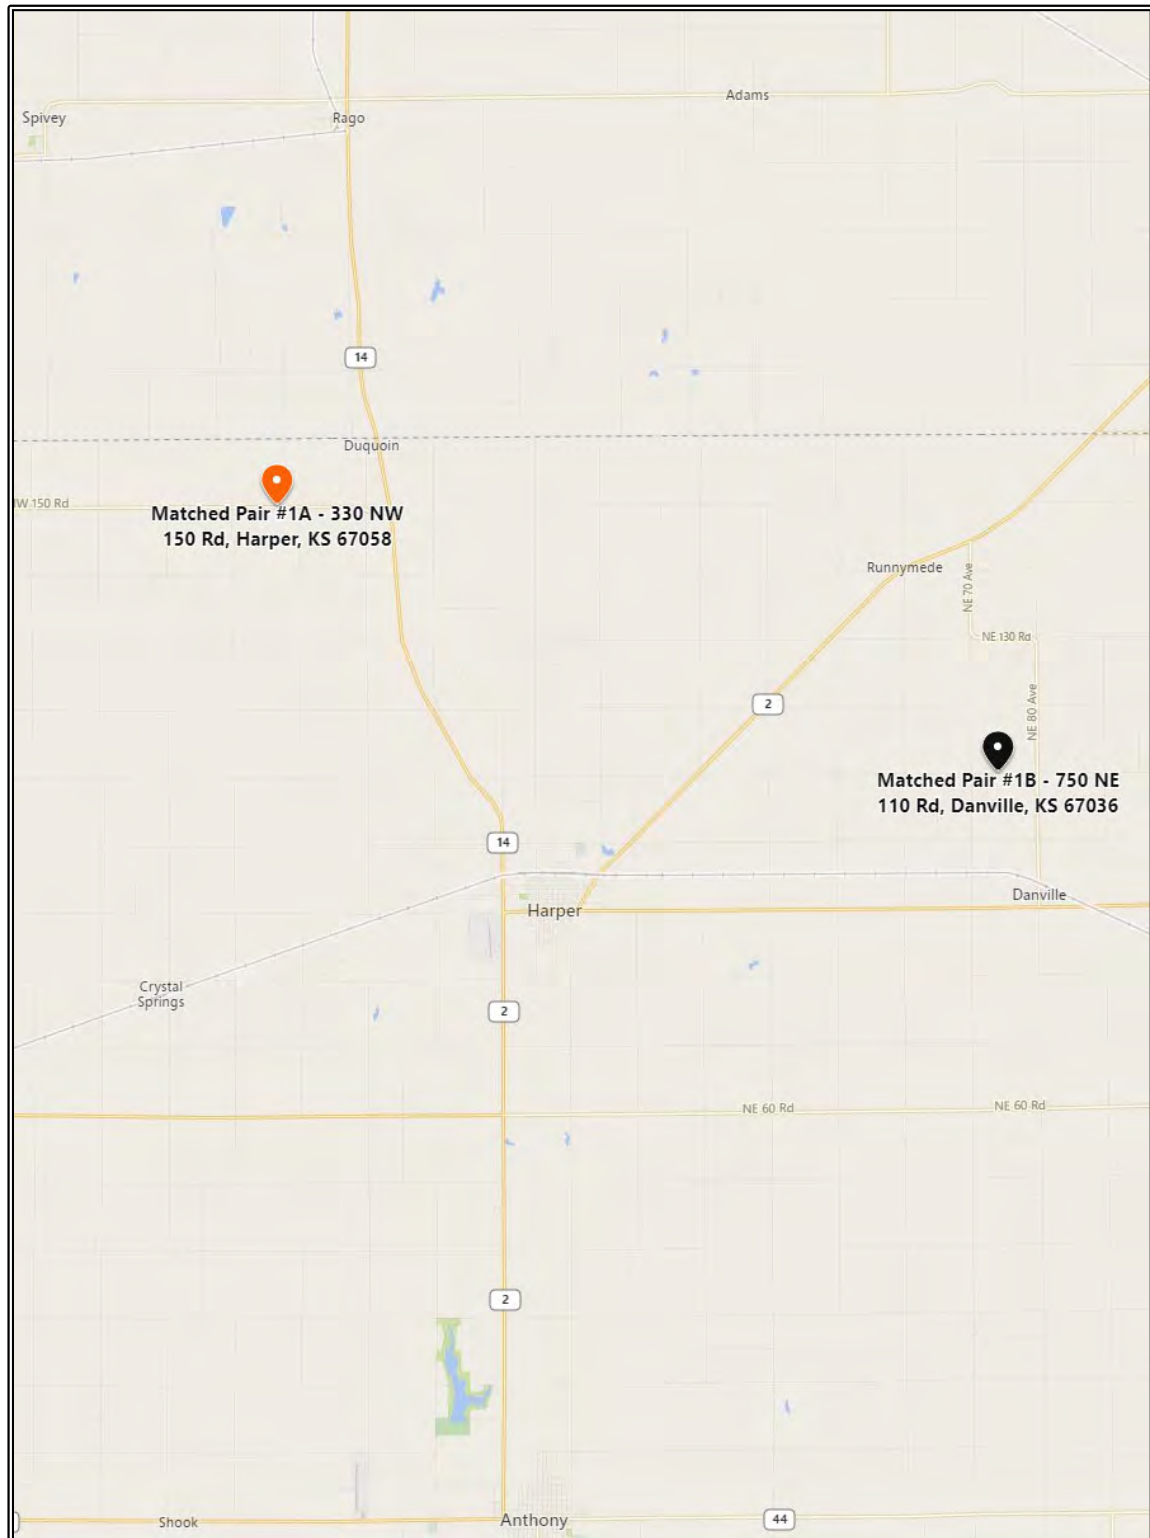 Adams
Spivey
Rago
14
Duquoin
W 150 Rd
Matched Pair #1A - 330 NW
150 Rd, Harper, KS 67058
Runnymede
NE 70 Ave
NE 130 Rd
NE 80 Ave
2
Matched Pair #1B - 750 NE
110 Rd, Danville, KS 67036
14
Danville
Harper
Crystal
Springs
2
NE 60 Rd
NE 60 Rd
2
Anthony
44
Shook